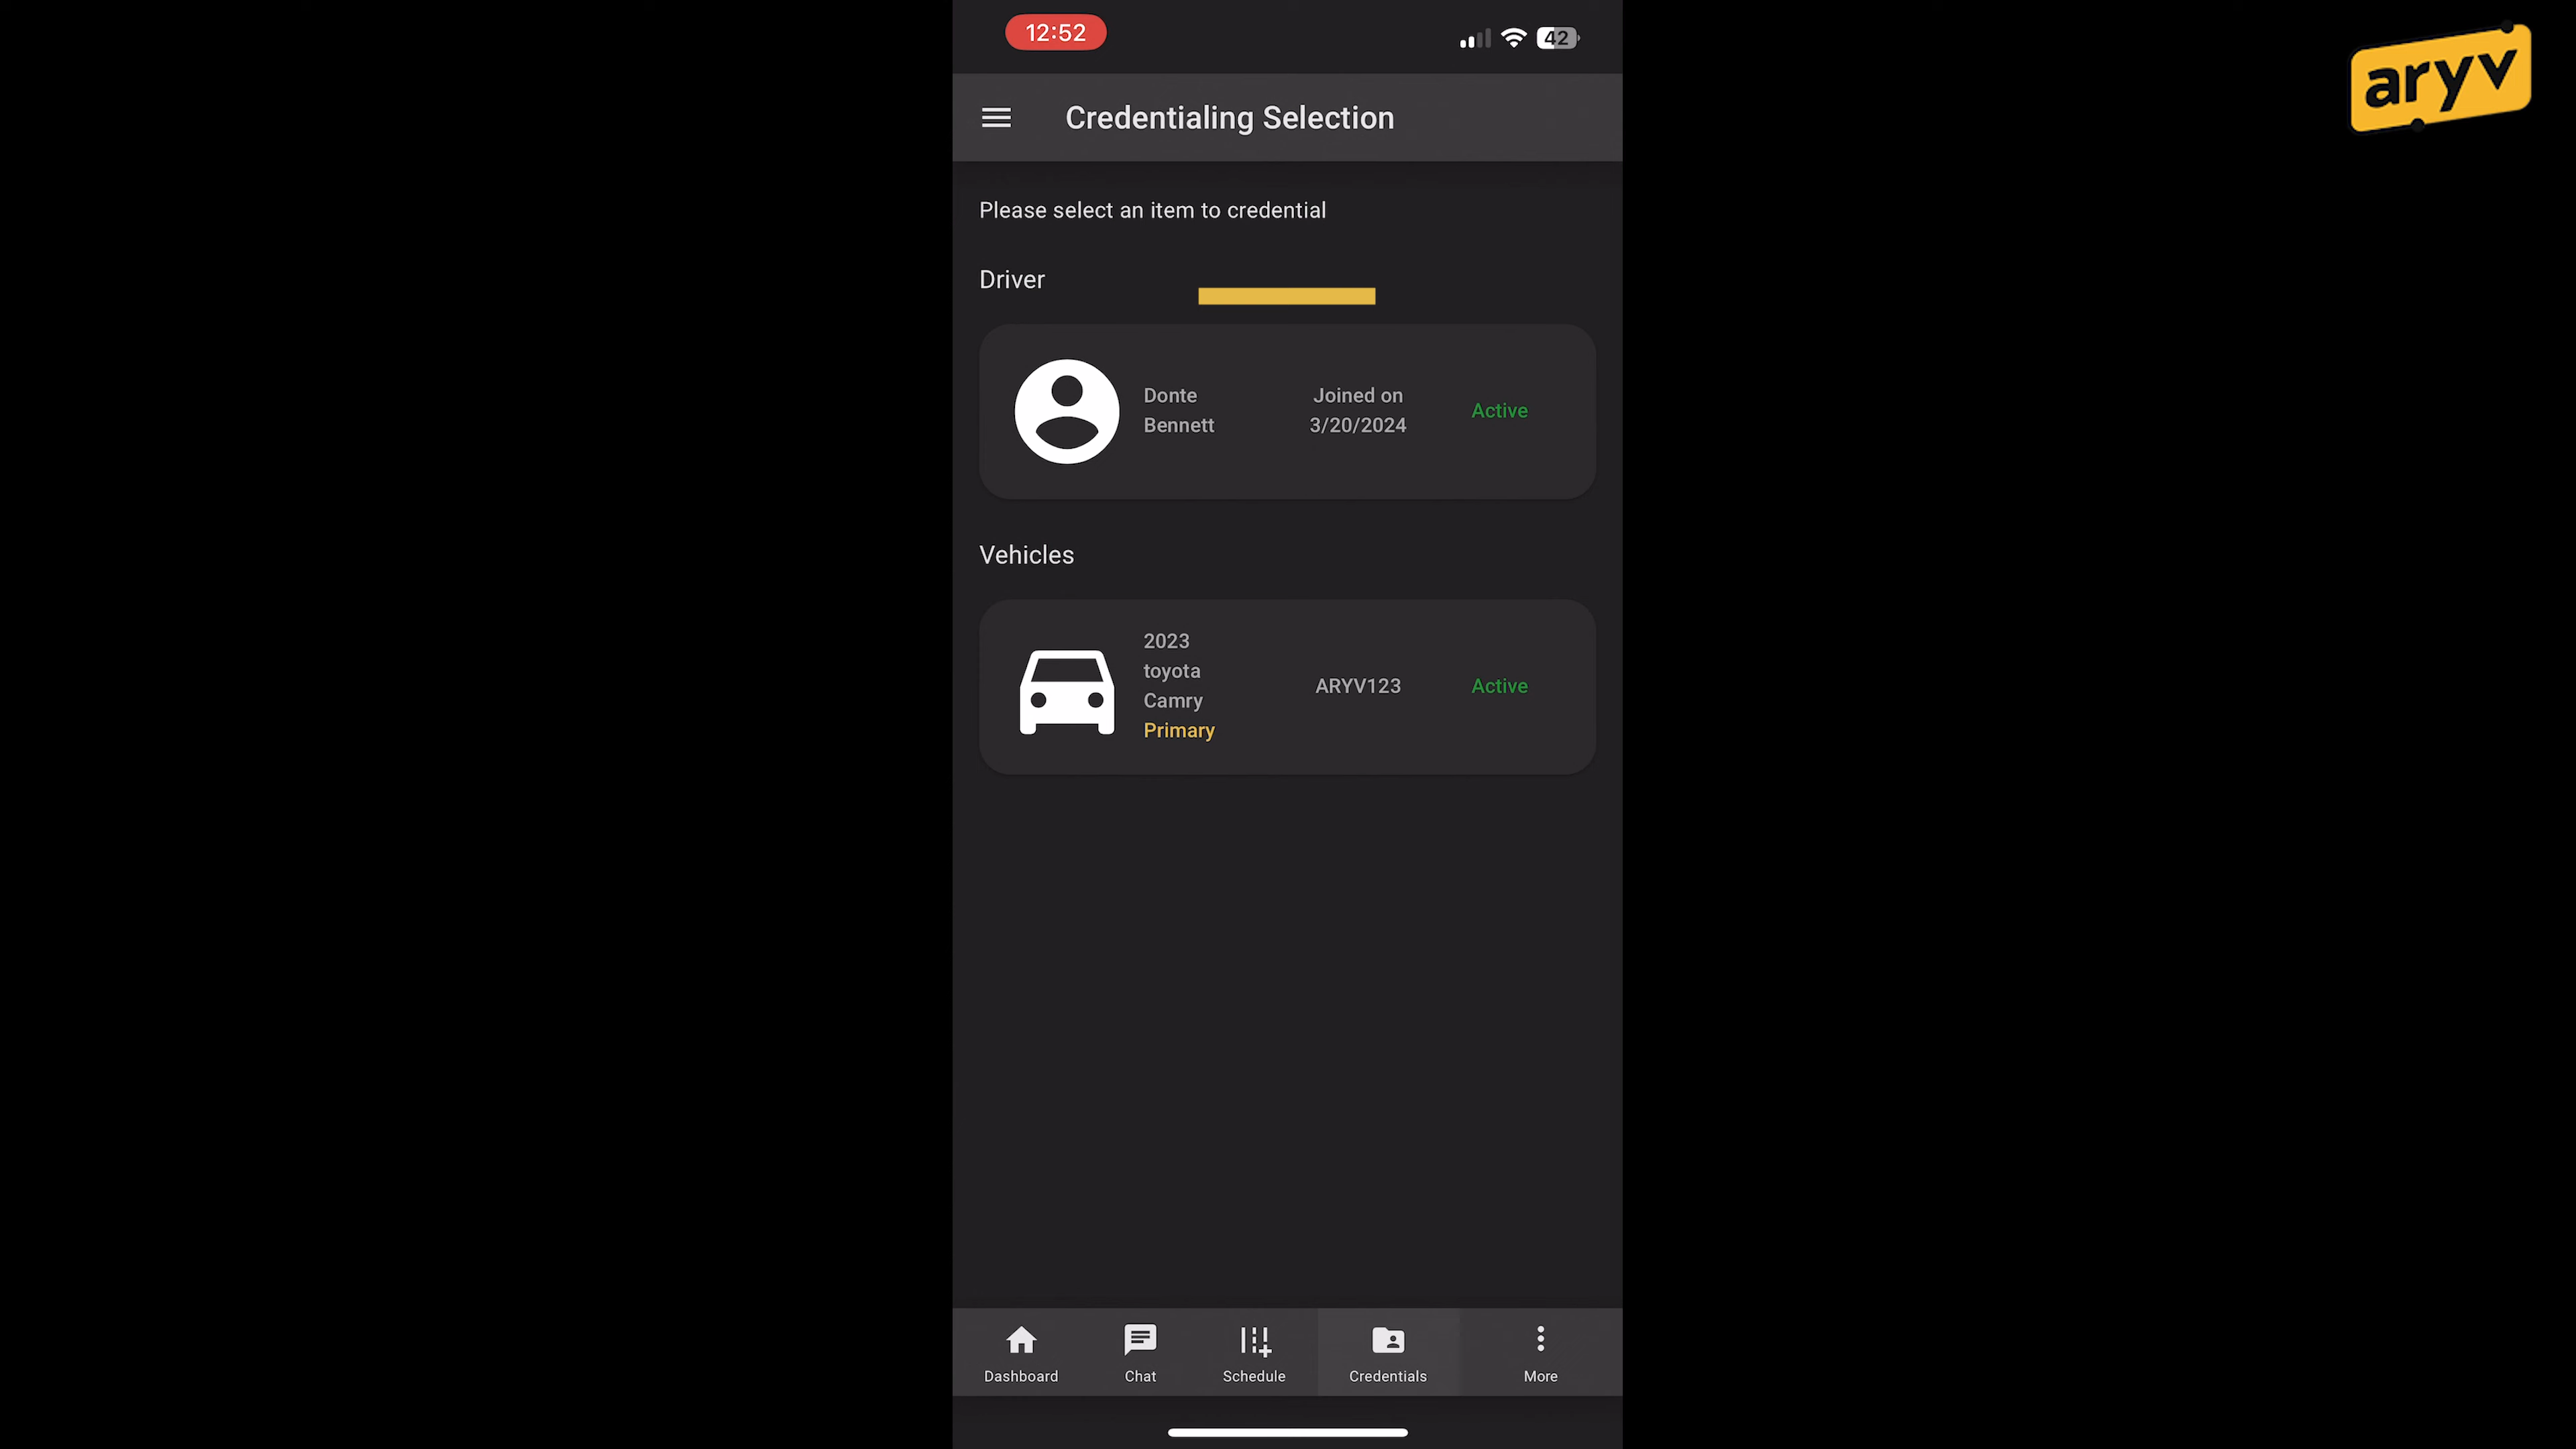 12:52
42
aryv
Credentialing Selection
Please select an item to credential
Driver
Donte
Bennett
Joined on
3/20/2024
Active
Vehicles
2023
toyota
Camry
Primary
ARYV123
Active
Dashboard
Chat
Schedule
Credentials
More